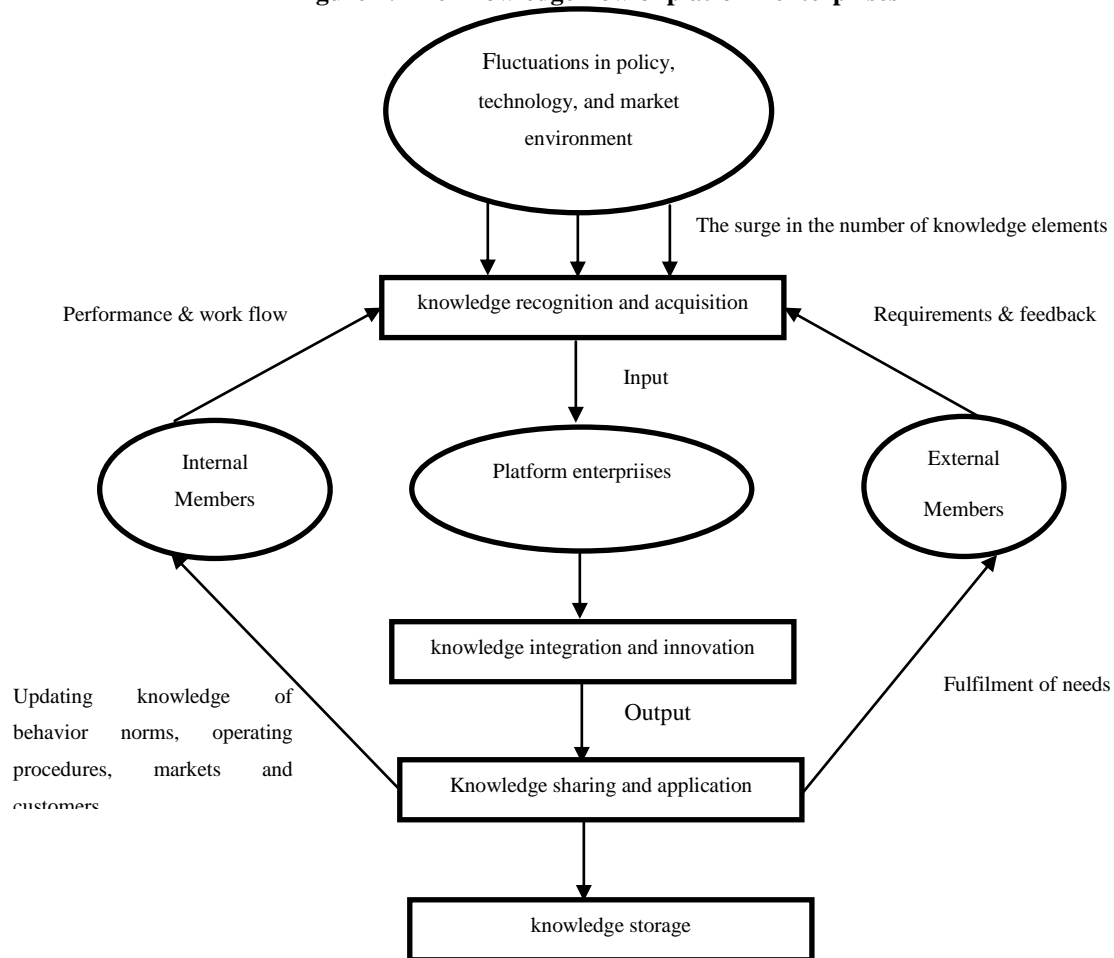 Fluctuations in policy,
technology, and market
environment
The surge in the number of knowledge elements
knowledge recognition and acquisition
Performance & work flow
Requirements & feedback
Input
Internal
Members
Platform enterpriises
External
Members
knowledge integration and innovation
Updating knowledge of
behavior norms, operating
procedures, markets and
customers
Output
Fulfilment of needs
Knowledge sharing and application
knowledge storage